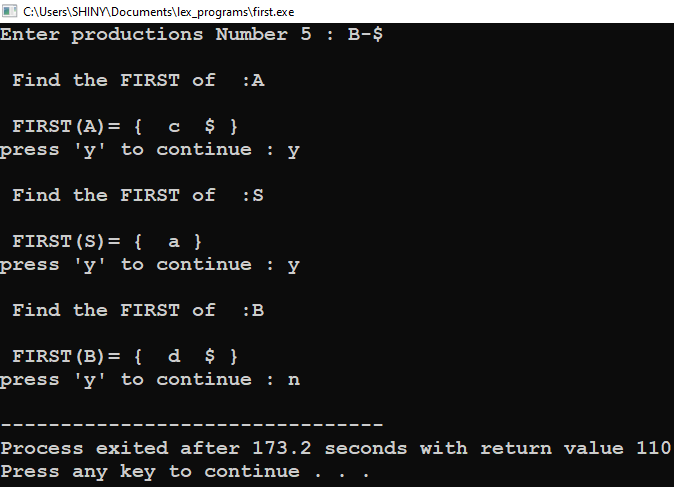 C:\Users\SHINY\Documents\lex_programs\first.exe
Enter productions Number 5 : B-$
Find the FIRST of  :A
FIRST(A)= {  c  $ }
press 'y' to continue : y
Find the FIRST of  :S
FIRST(S)= {  a }
press 'y' to continue : y
Find the FIRST of  :B
FIRST(B)= {  d  $ }
press 'y' to continue : n
--------------------------------
Process exited after 173.2 seconds with return value 110
Press any key to continue . . .